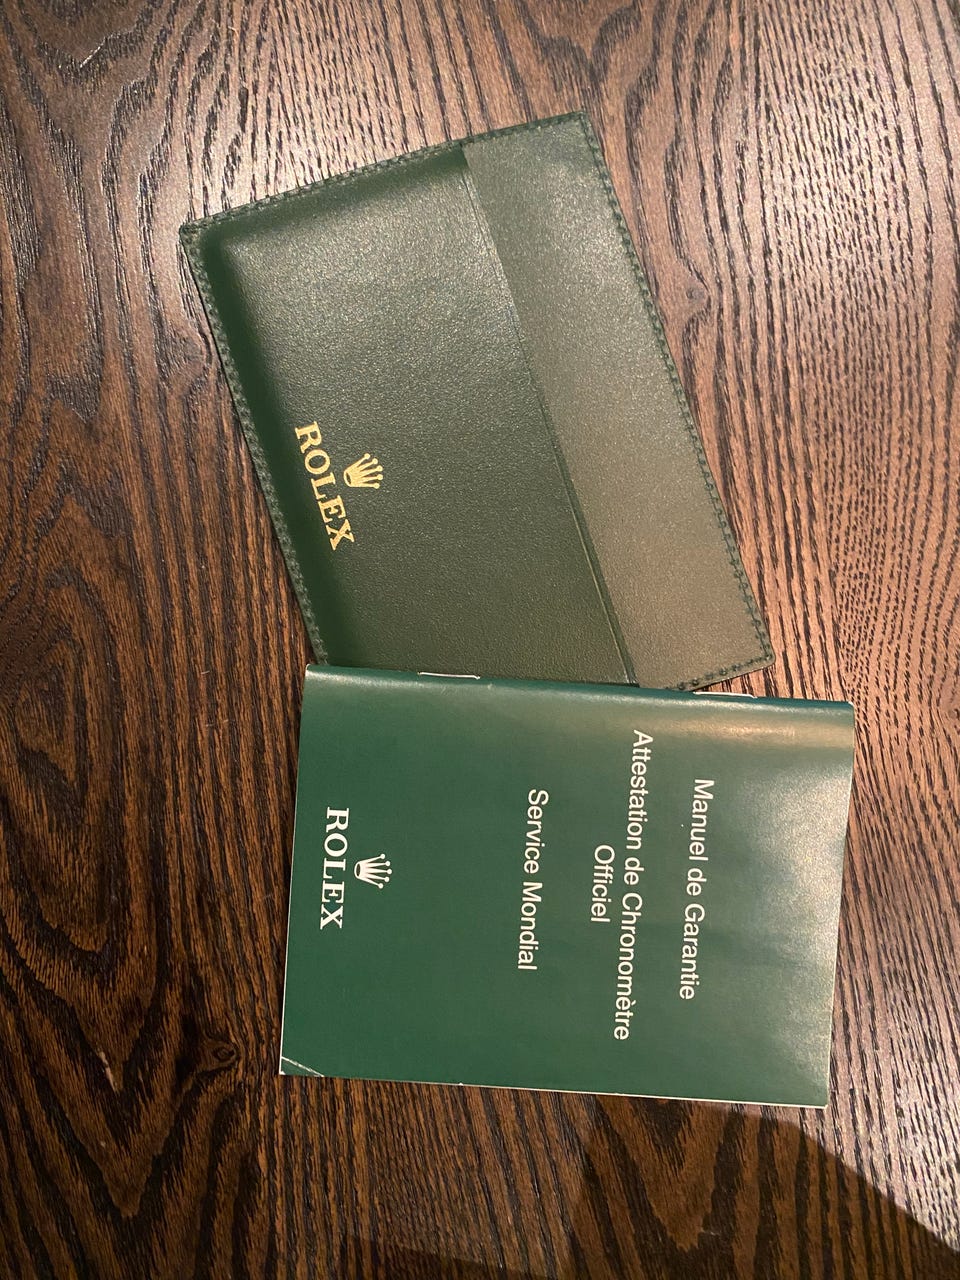 ROLEX
Manuel de Garantie
Attestation de Chronomètre
Officiel
Service Mondial
ROLEX